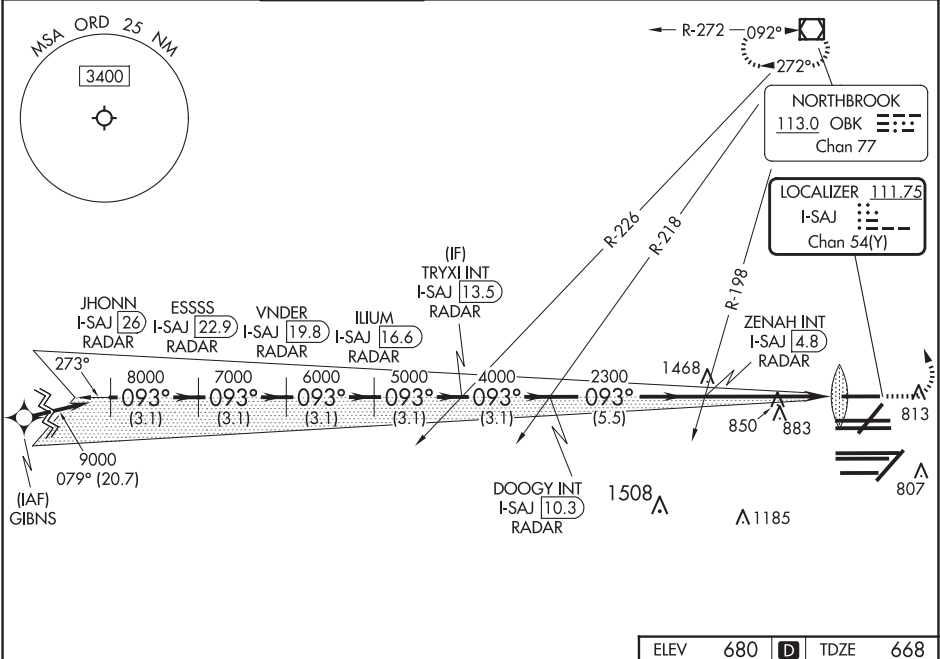 MSA ORD 25 NM
3400
R-272
092°
272°
NORTHBROOK
113.0 OBK
Chan 77
LOCALIZER 111.75
I-SAJ
Chan 54(Y)
R-226
R-218
R-198
(IF)
TRYXI INT
I-SAJ 13.5
RADAR
JHONN
I-SAJ 26
RADAR
ESSSS
I-SAJ 22.9
RADAR
VNDER
I-SAJ 19.8
RADAR
ILIUM
I-SAJ 16.6
RADAR
ZENAH INT
I-SAJ 4.8
RADAR
1468
273°
8000
093°
(3.1)
7000
093°
(3.1)
6000
093°
(3.1)
5000
093°
(3.1)
4000
093°
(3.1)
2300
093°
(5.5)
850
883
813
807
9000
079° (20.7)
(IAF)
GIBNS
DOOGY INT
I-SAJ 10.3
RADAR
1508
1185
ELEV 680 D TDZE 668